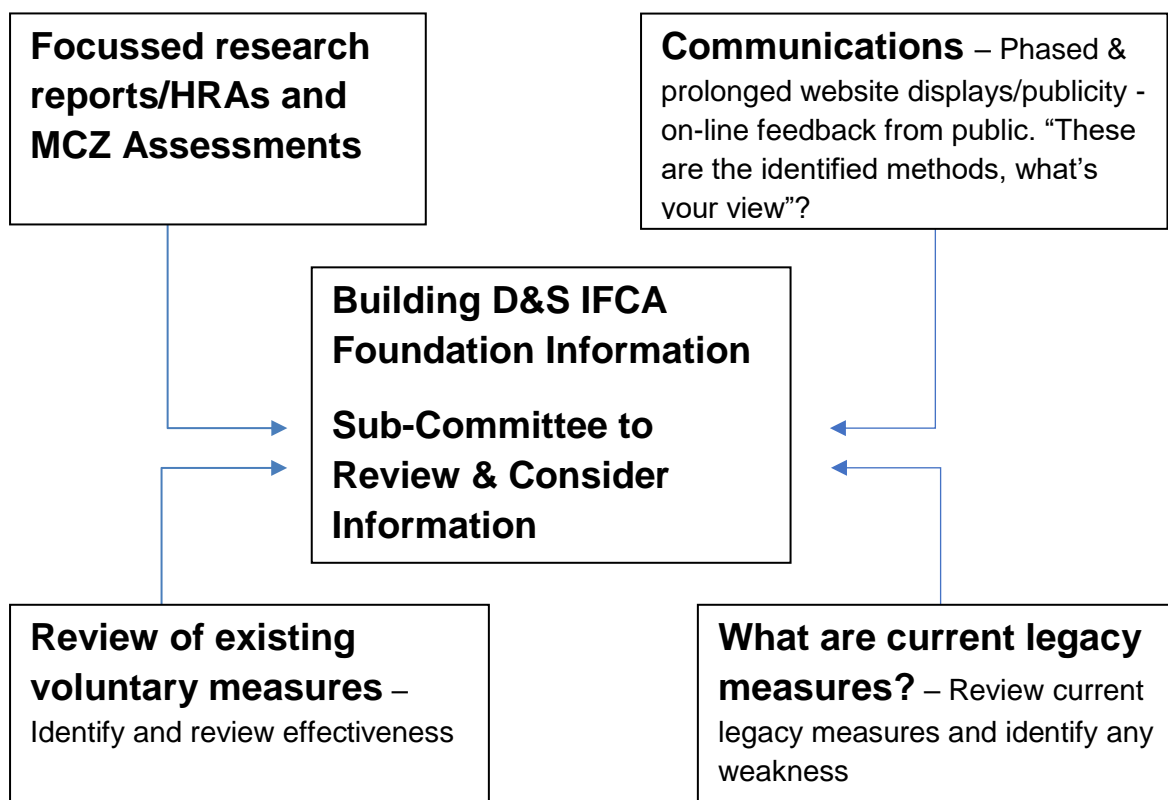 Focussed research
reports/HRAs and
MCZ Assessments
Communications – Phased &
prolonged website displays/publicity -
on-line feedback from public. “These
are the identified methods, what’s
your view”?
Building D&S IFCA
Foundation Information
Sub-Committee to
Review & Consider
Information
Review of existing
voluntary measures –
Identify and review effectiveness
What are current legacy
measures? – Review current
legacy measures and identify any
weakness